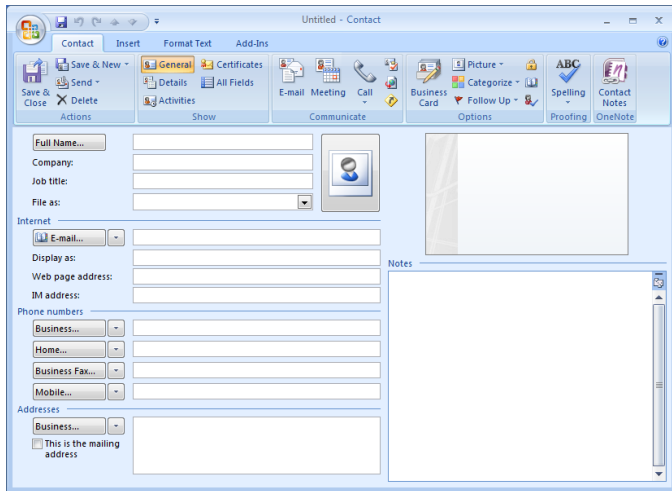 Untitled - Contact
Contact Insert Format Text Add-Ins
Save & Close
Save & New
Send
Delete
Actions
General
Details
Activities
Certificates
All Fields
Show
E-mail
Meeting
Call
Communicate
Business Card
Picture
Categorize
Follow Up
Options
ABC
Spelling
Proofing
Contact Notes
OneNote
Full Name...
Company:
Job title:
File as:
Internet
E-mail...
Display as:
Web page address:
IM address:
Phone numbers
Business...
Home...
Business Fax...
Mobile...
Addresses
Business...
This is the mailing
address
Notes